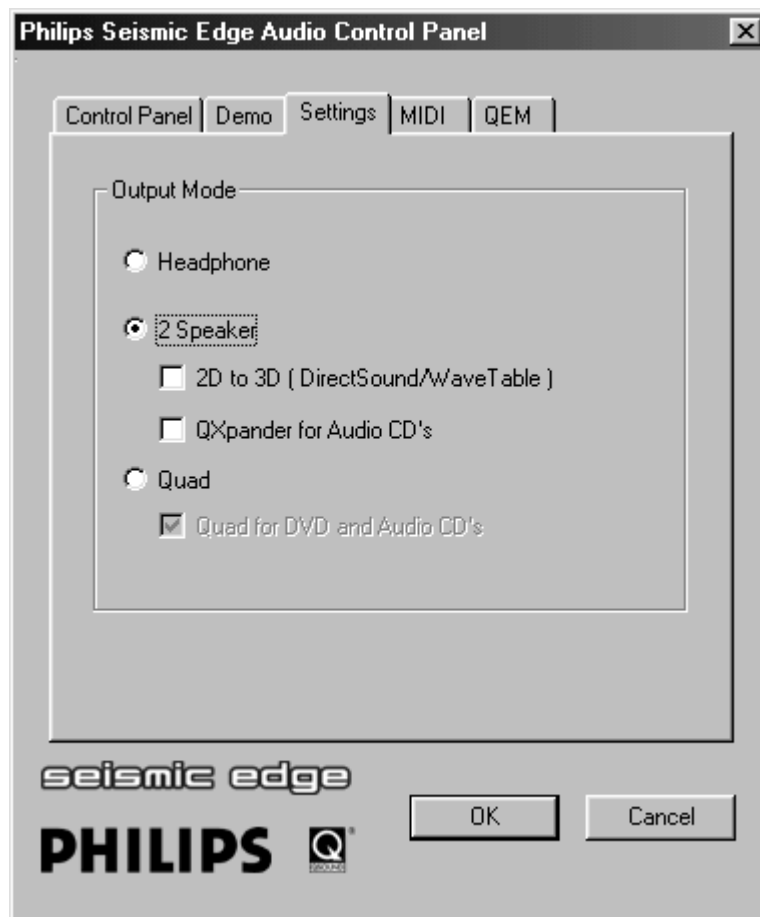 Philips Seismic Edge Audio Control Panel
Control Panel Demo Settings MIDI QEM
Output Mode
Headphone
2 Speaker
2D to 3D ( DirectSound/WaveTable )
QXpander for Audio CD's
Quad
Quad for DVD and Audio CD's
seismic edge
OK Cancel
PHILIPS Q
QSOUND